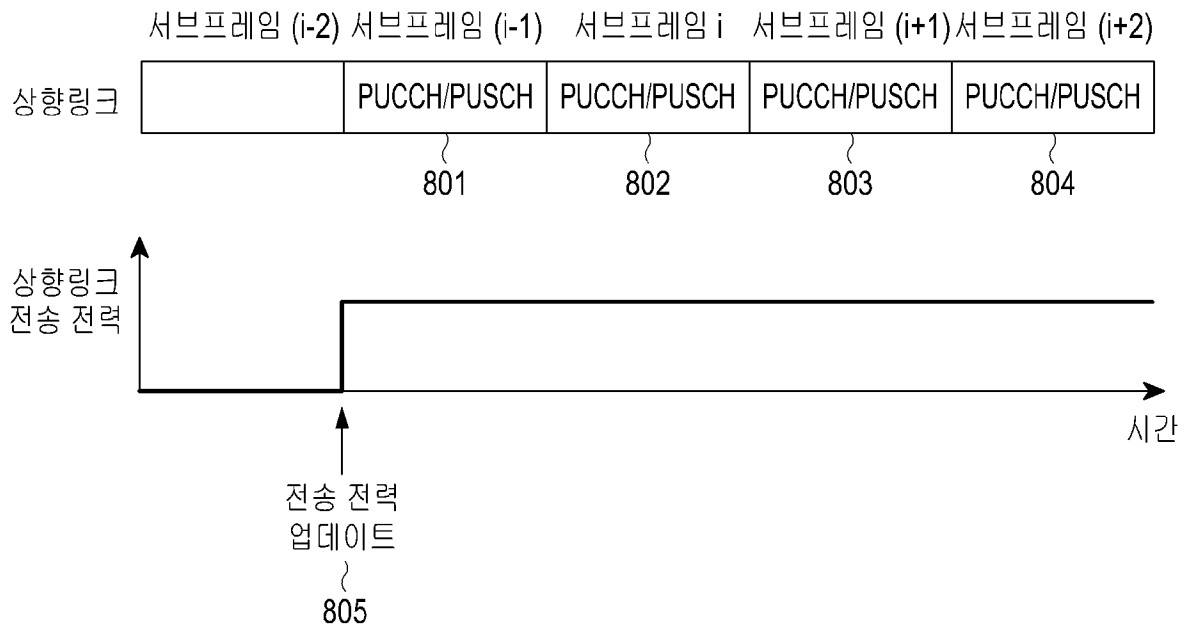 서브프레임 (i-2) 서브프레임 (i-1) 서브프레임 i 서브프레임 (i+1) 서브프레임 (i+2)
상향링크 PUCCH/PUSCH PUCCH/PUSCH PUCCH/PUSCH PUCCH/PUSCH
801 802 803 804
상향링크
전송 전력
시간
전송 전력
업데이트
805